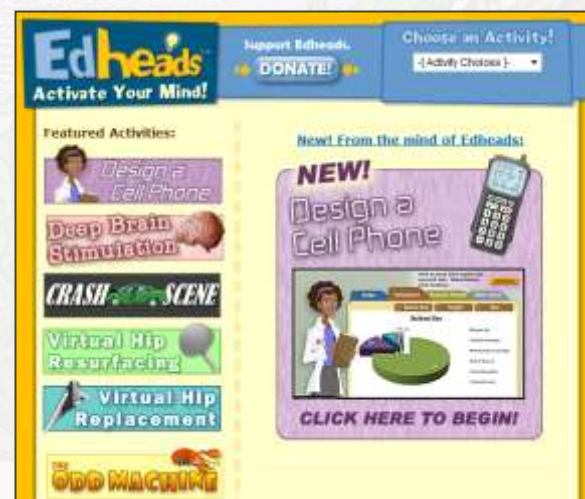 Edheads
Activate Your Mind!
Support Edheads.
DONATE!
Choose an Activity!
-[ Activity Choices ]-
Featured Activities:
Design a
Cell Phone
Deep Brain
Stimulation
CRASH SCENE
Virtual Hip
Resurfacing
Virtual Hip
Replacement
THE
ODD MACHINE
New! From the mind of Edheads:
NEW!
Design a
Cell Phone
CLICK HERE TO BEGIN!